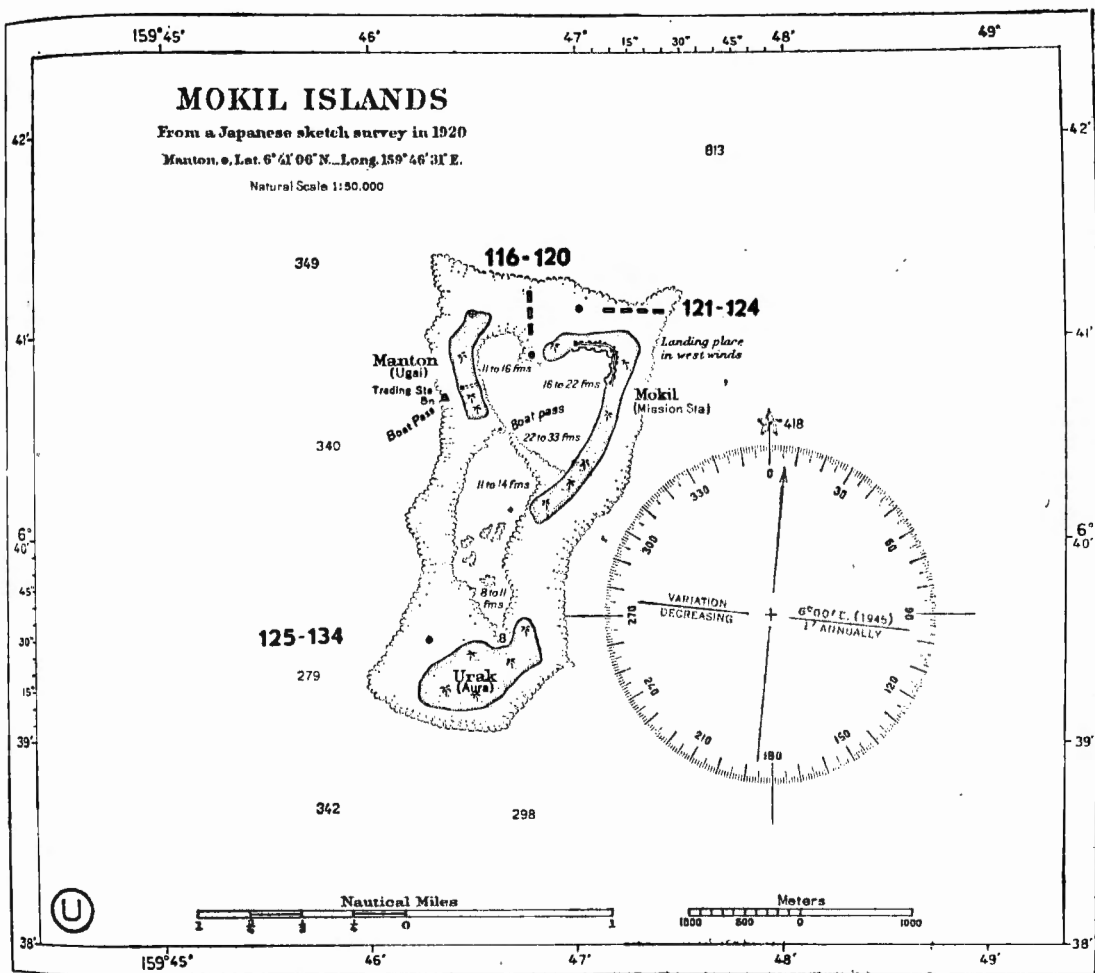 159°45' 46' 47' 15" 30" 45" 48' 49°
MOKIL ISLANDS
From a Japanese sketch survey in 1920
Manton, Lat. 6°41'06"N. Long. 159°46'31"E.
Natural Scale 1:50,000
42' 42'
813
349
116-120
121-124
41' 41'
Landing place
in west winds
Manton
(Ugai)
11 to 16 fms
16 to 22 fms
Trading Sta
Bn
Boat Pass
Mokil
(Mission Sta)
Boat pass
22 to 33 fms
340
418
11 to 14 fms
6°
40'
6°
40'
45"
8 to 11
fms
8
30"
125-134
279
15"
Urak
(Aura)
0 30 60 90 120 150 180 210 240 270 300 330
VARIATION
DECREASING
6°00' E. (1945)
1' ANNUALLY
39' 39'
342
298
U
Nautical Miles
0 1
Meters
1000 500 0 1000
38' 38'
159°45' 46' 47' 48' 49'